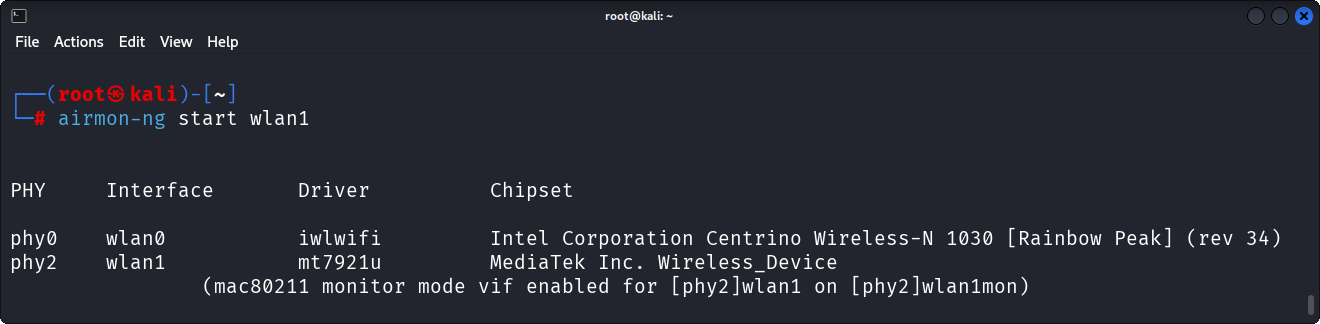 root@kali: ~
File Actions Edit View Help
┌──(root㉿kali)-[~]
└─# airmon-ng start wlan1
PHY Interface Driver Chipset
phy0 wlan0 iwlwifi Intel Corporation Centrino Wireless-N 1030 [Rainbow Peak] (rev 34)
phy2 wlan1 mt7921u MediaTek Inc. Wireless_Device
(mac80211 monitor mode vif enabled for [phy2]wlan1 on [phy2]wlan1mon)